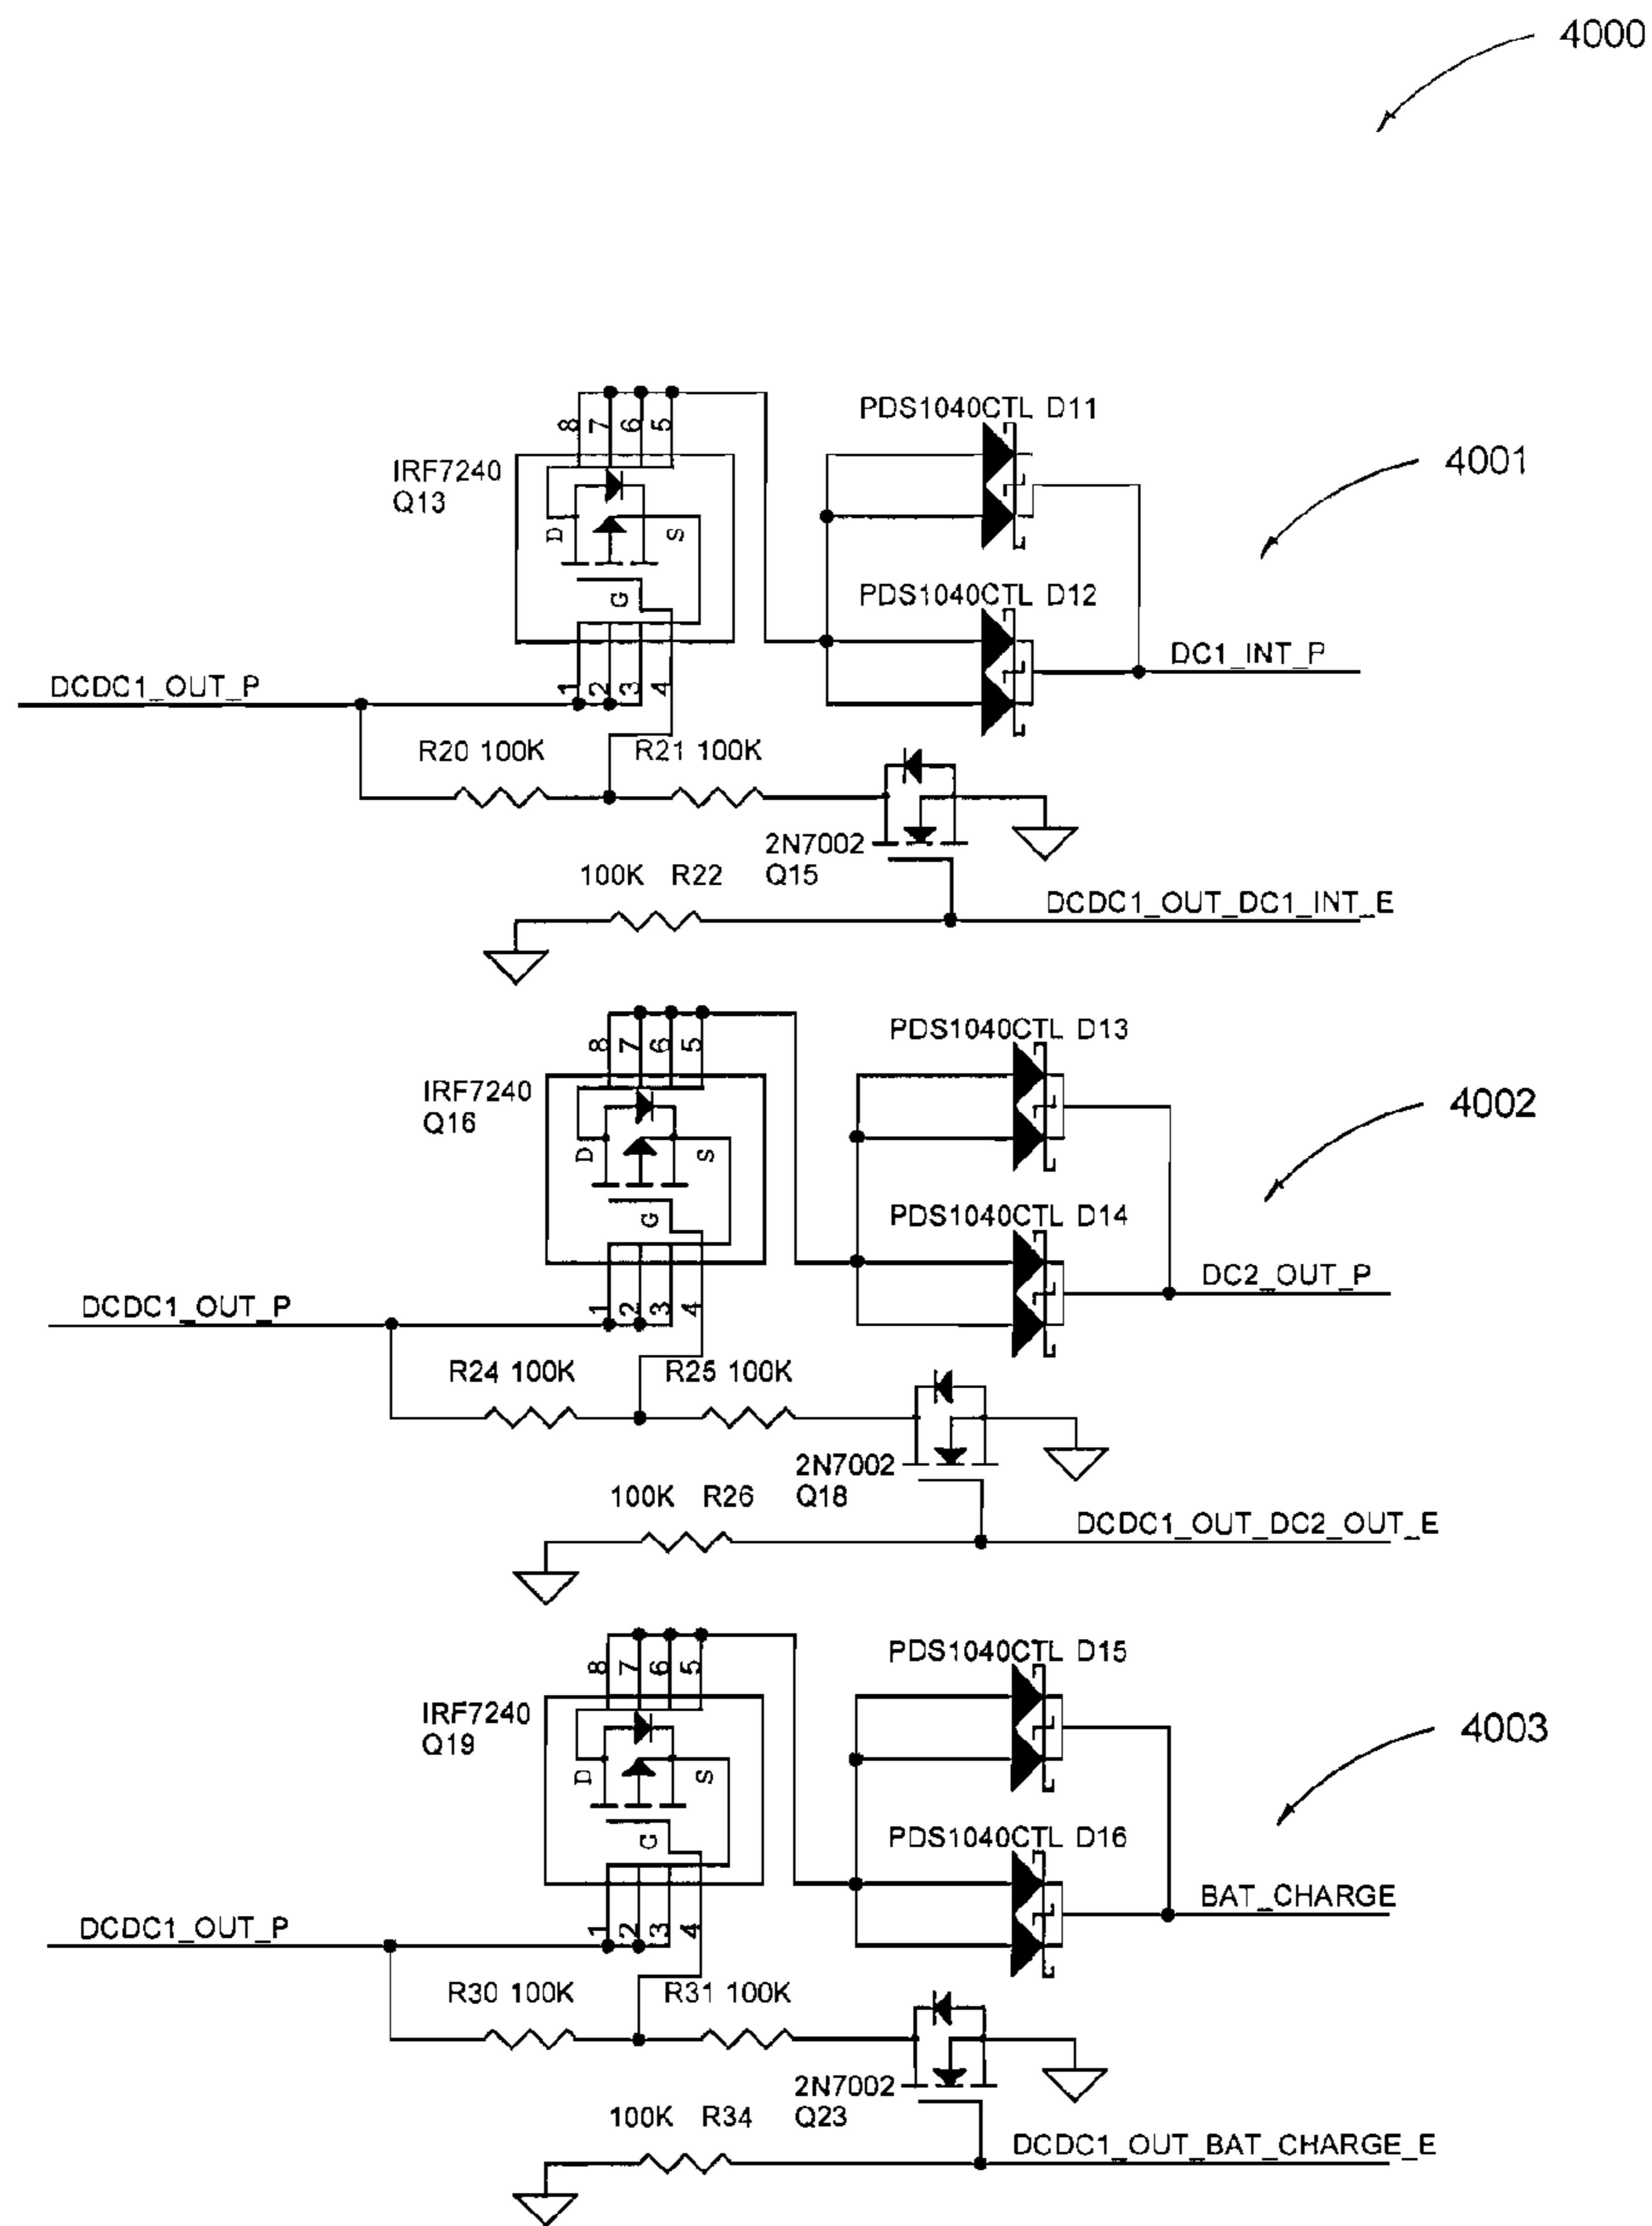 4000
PDS1040CTL D11
4001
IRF7240
Q13
8 7 6 5
D S
G
PDS1040CTL D12
DC1_INT_P
DCDC1_OUT_P
1 2 3 4
R20 100K R21 100K
2N7002
Q15
100K R22
DCDC1_OUT_DC1_INT_E
PDS1040CTL D13
4002
IRF7240
Q16
8 7 6 5
D S
G
PDS1040CTL D14
DC2_OUT_P
DCDC1_OUT_P
1 2 3 4
R24 100K R25 100K
2N7002
Q18
100K R26
DCDC1_OUT_DC2_OUT_E
PDS1040CTL D15
4003
IRF7240
Q19
8 7 6 5
D S
G
PDS1040CTL D16
BAT_CHARGE
DCDC1_OUT_P
1 2 3 4
R30 100K R31 100K
2N7002
Q23
100K R34
DCDC1_OUT_BAT_CHARGE_E